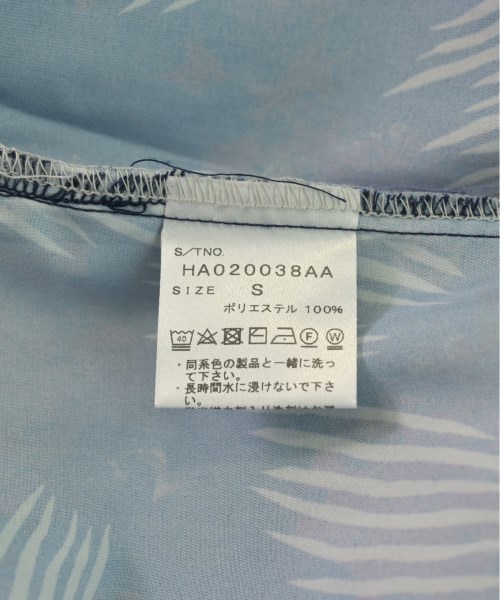 S/TNO.
HA020038AA
SIZE S
ポリエステル 100%
40 F W
・同系色の製品と一緒に洗っ
て下さい。
・長時間水に浸けないで下さ
い。